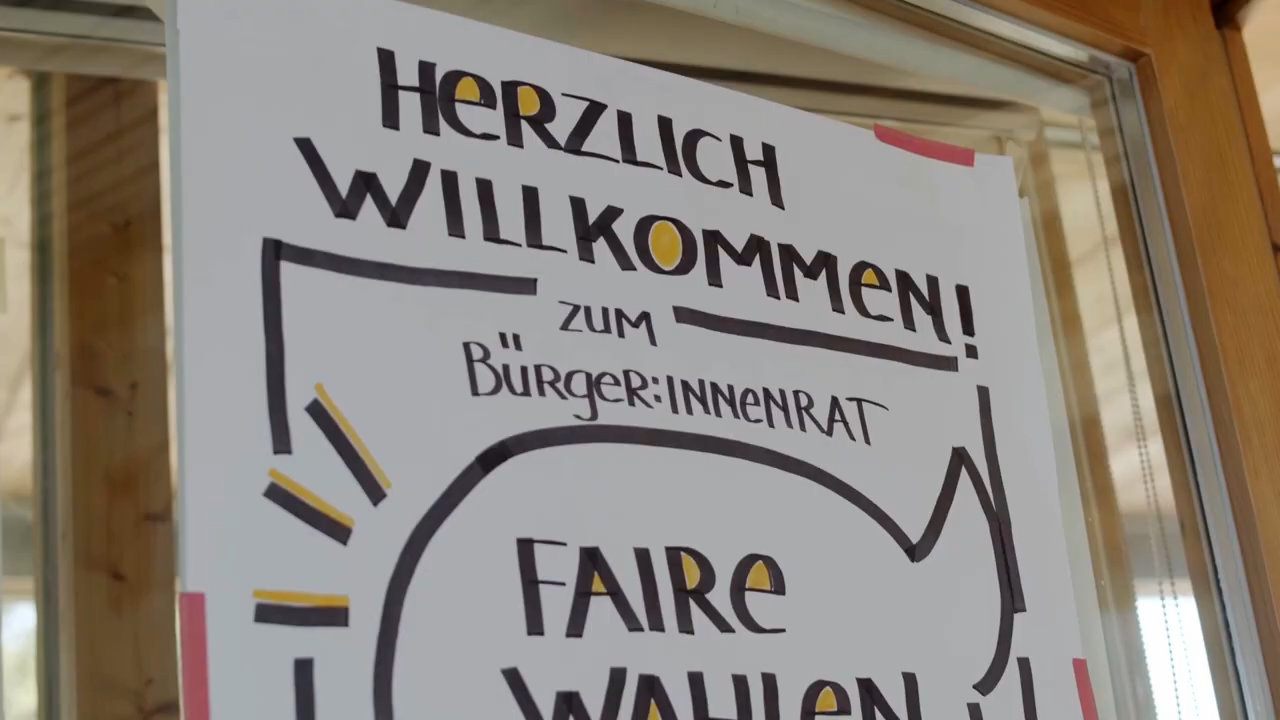 HERZLICH
WILLKOMMEN!
ZUM
BÜRGER:INNENRAT
FAIRE
WAHLEN